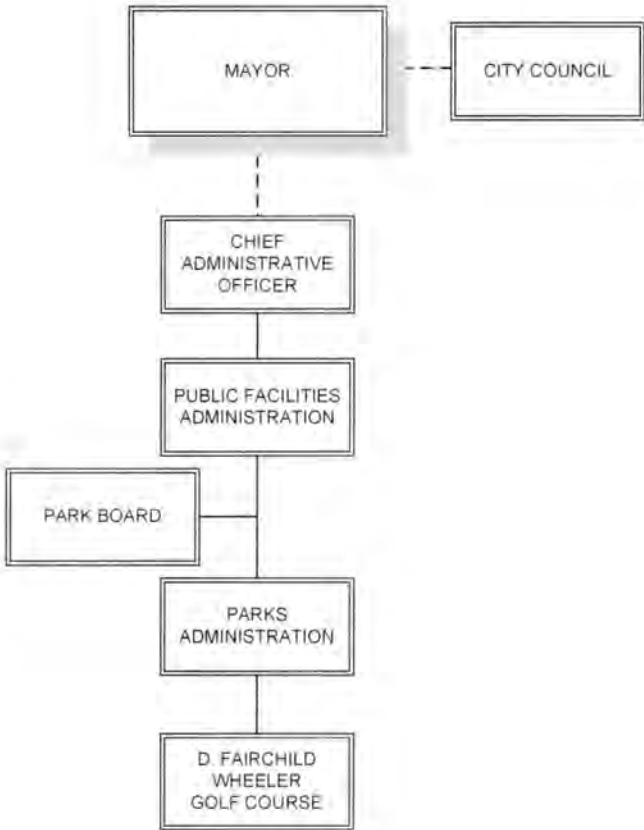 MAYOR
CITY COUNCIL
CHIEF
ADMINISTRATIVE
OFFICER
PUBLIC FACILITIES
ADMINISTRATION
PARK BOARD
PARKS
ADMINISTRATION
D. FAIRCHILD
WHEELER
GOLF COURSE